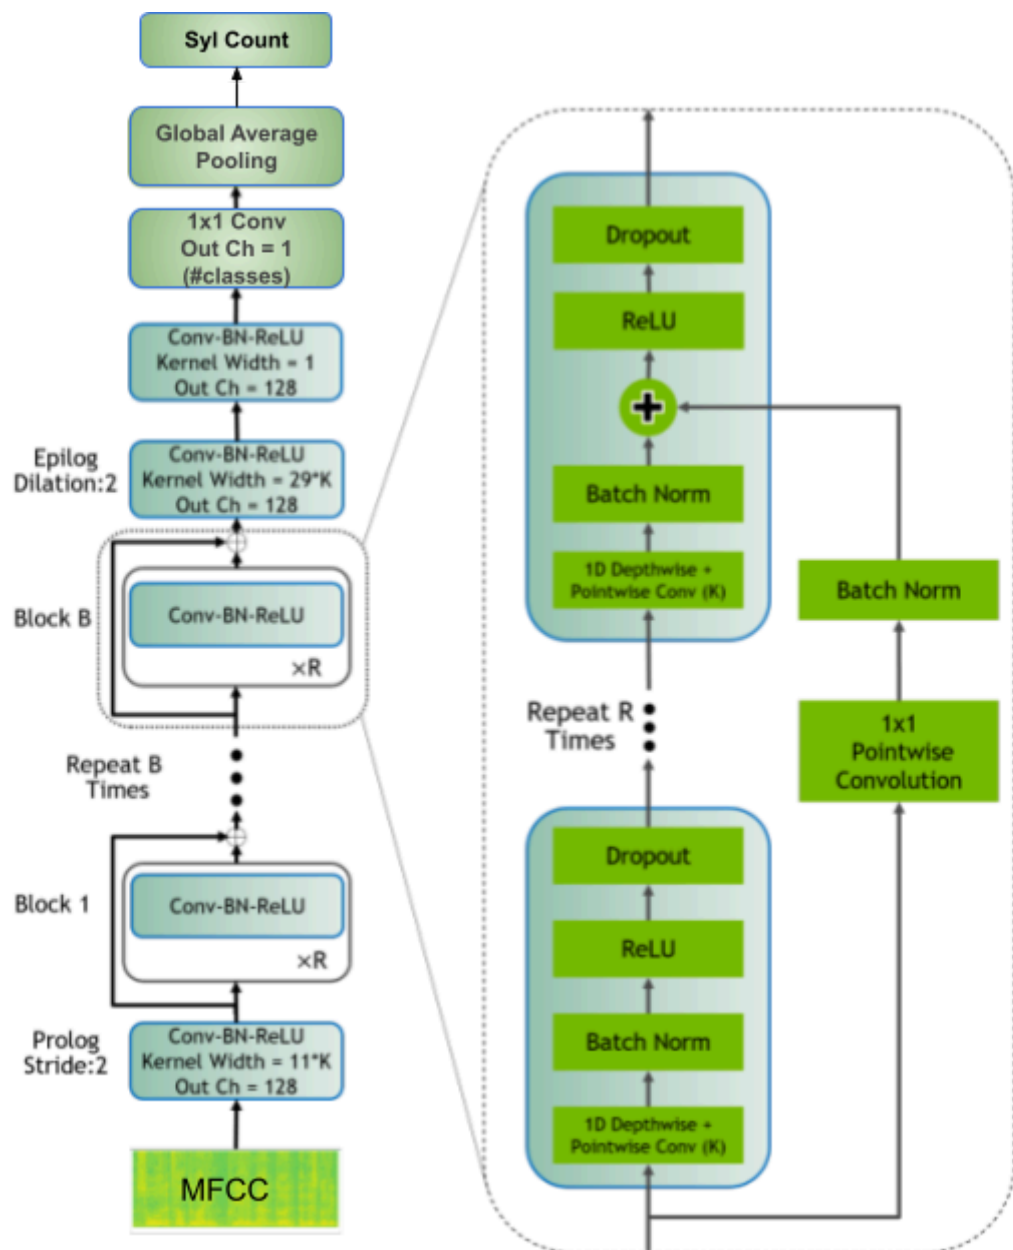 Syl Count
Global Average
Pooling
1x1 Conv
Out Ch = 1
(#classes)
Conv-BN-ReLU
Kernel Width = 1
Out Ch = 128
Epilog
Dilation:2
Conv-BN-ReLU
Kernel Width = 29*K
Out Ch = 128
Block B
Conv-BN-ReLU
×R
Repeat B
Times
Block 1
Conv-BN-ReLU
×R
Prolog
Stride:2
Conv-BN-ReLU
Kernel Width = 11*K
Out Ch = 128
MFCC
Dropout
ReLU
+
Batch Norm
1D Depthwise +
Pointwise Conv (K)
Repeat R
Times
Dropout
ReLU
Batch Norm
1D Depthwise +
Pointwise Conv (K)
Batch Norm
1x1
Pointwise
Convolution